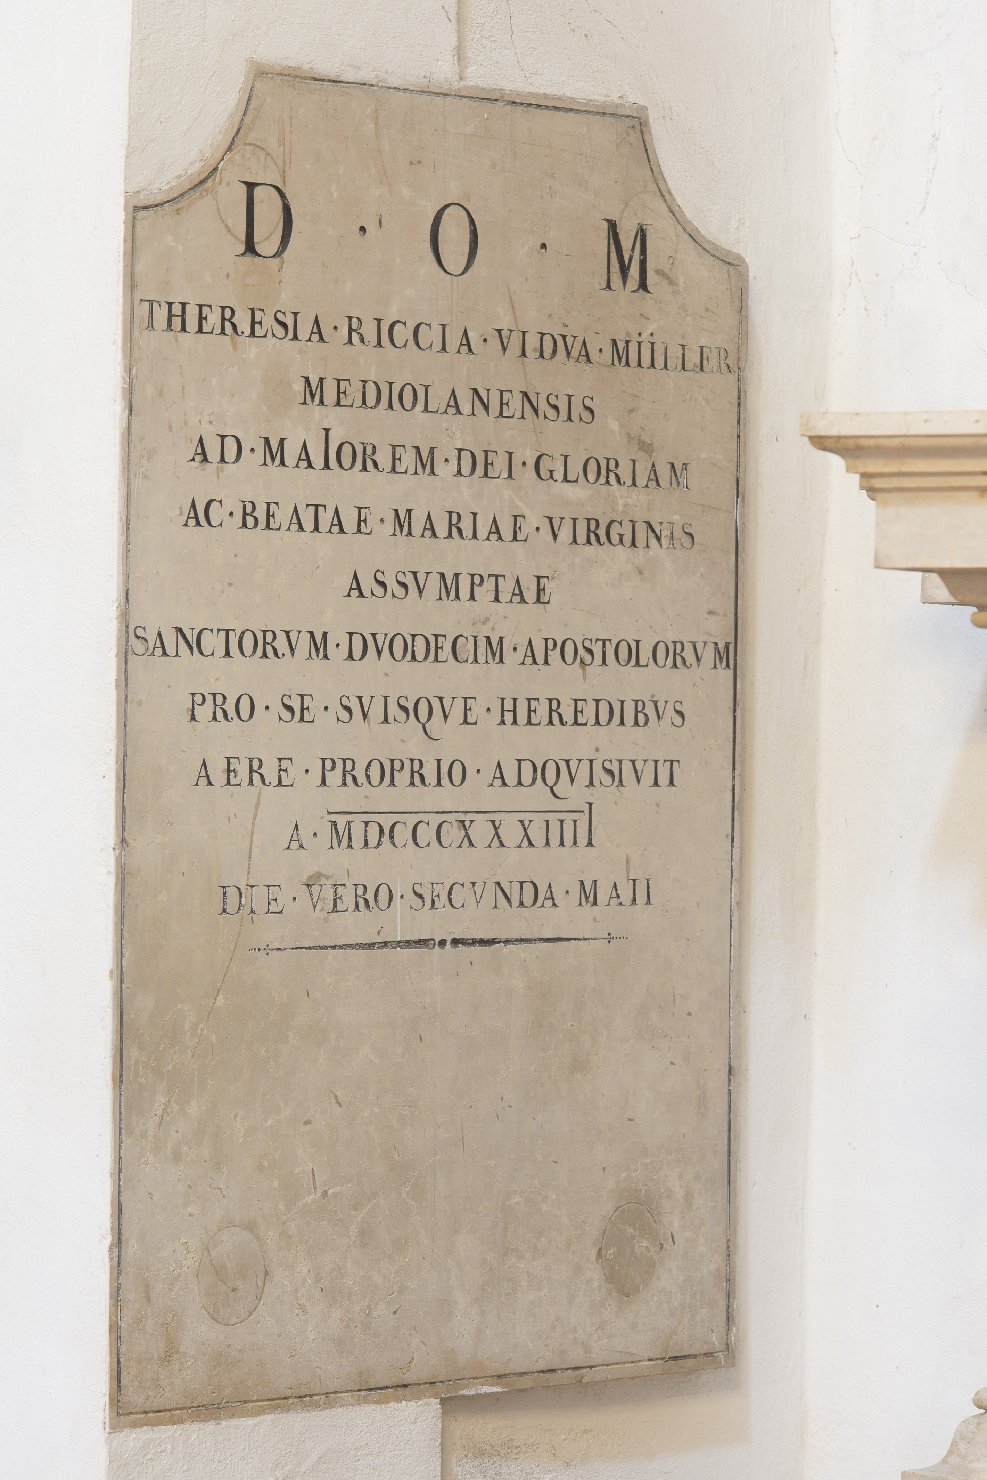 D · O · M
THERESIA · RICCIA · VIDVA · MÜLLER
MEDIOLANENSIS
AD · MAIOREM · DEI · GLORIAM
AC · BEATAE · MARIAE · VIRGINIS
ASSVMPTAE
SANCTORVM · DVODECIM · APOSTOLORVM
PRO · SE · SVISQVE · HEREDIBVS
AERE · PROPRIO · ADQVISIVIT
A · MDCCCXXXIIII
DIE · VERO · SECVNDA · MAII